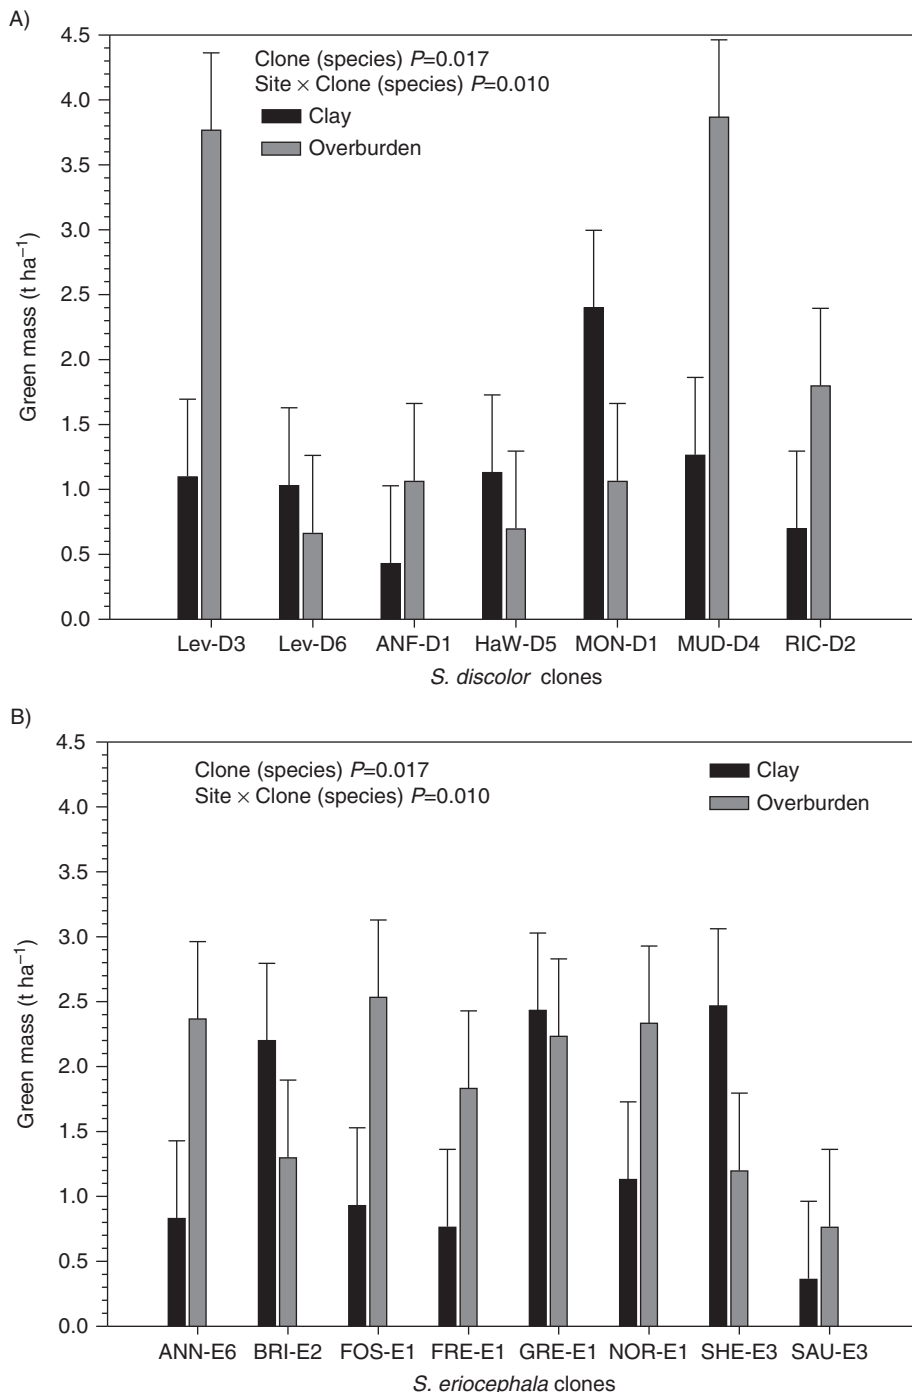 A)
4.5
4.0
3.5
3.0
2.5
2.0
1.5
1.0
0.5
0.0
Green mass (t ha⁻¹)
Clone (species) P=0.017
Site × Clone (species) P=0.010
Clay
Overburden
Lev-D3 Lev-D6 ANF-D1 HaW-D5 MON-D1 MUD-D4 RIC-D2
S. discolor clones
B)
4.5
4.0
3.5
3.0
2.5
2.0
1.5
1.0
0.5
0.0
Green mass (t ha⁻¹)
Clone (species) P=0.017
Site × Clone (species) P=0.010
Clay
Overburden
ANN-E6 BRI-E2 FOS-E1 FRE-E1 GRE-E1 NOR-E1 SHE-E3 SAU-E3
S. eriocephala clones